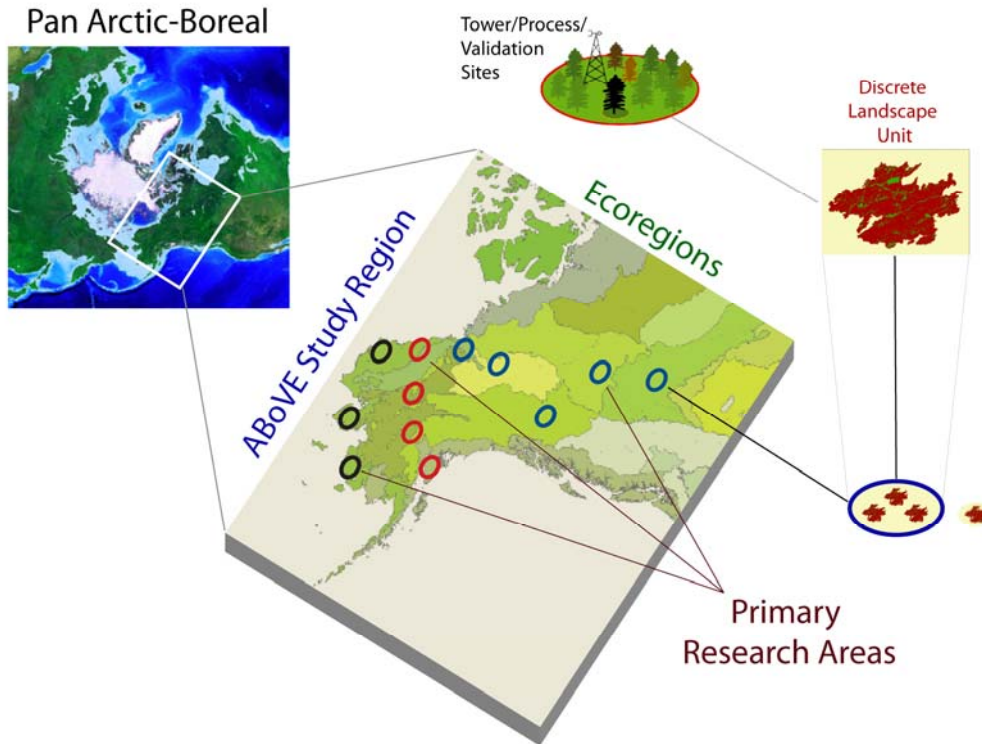 Pan Arctic-Boreal
Tower/Process/
Validation
Sites
Discrete
Landscape
Unit
Ecoregions
ABoVE Study Region
Primary
Research Areas